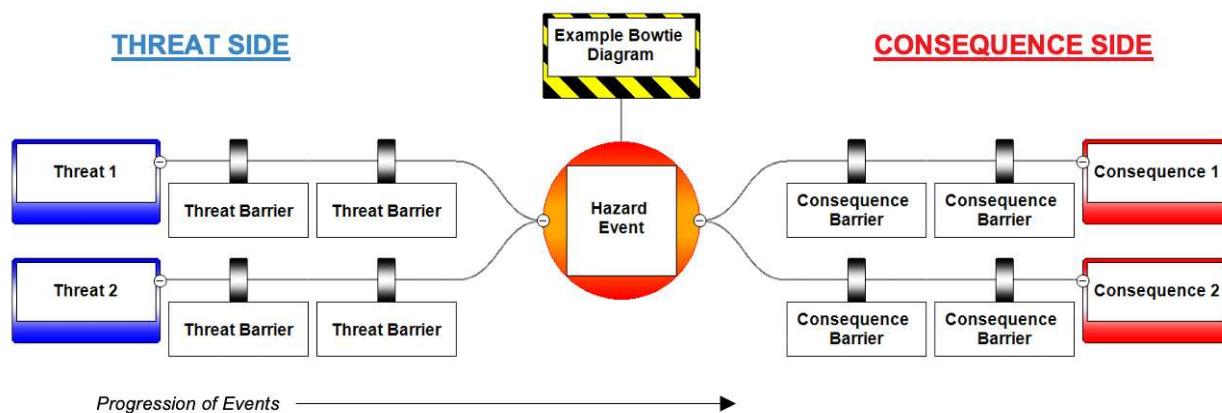 THREAT SIDE
Example Bowtie
Diagram
CONSEQUENCE SIDE
Threat 1
Threat Barrier
Threat Barrier
Hazard
Event
Consequence
Barrier
Consequence
Barrier
Consequence 1
Threat 2
Threat Barrier
Threat Barrier
Consequence
Barrier
Consequence
Barrier
Consequence 2
Progression of Events